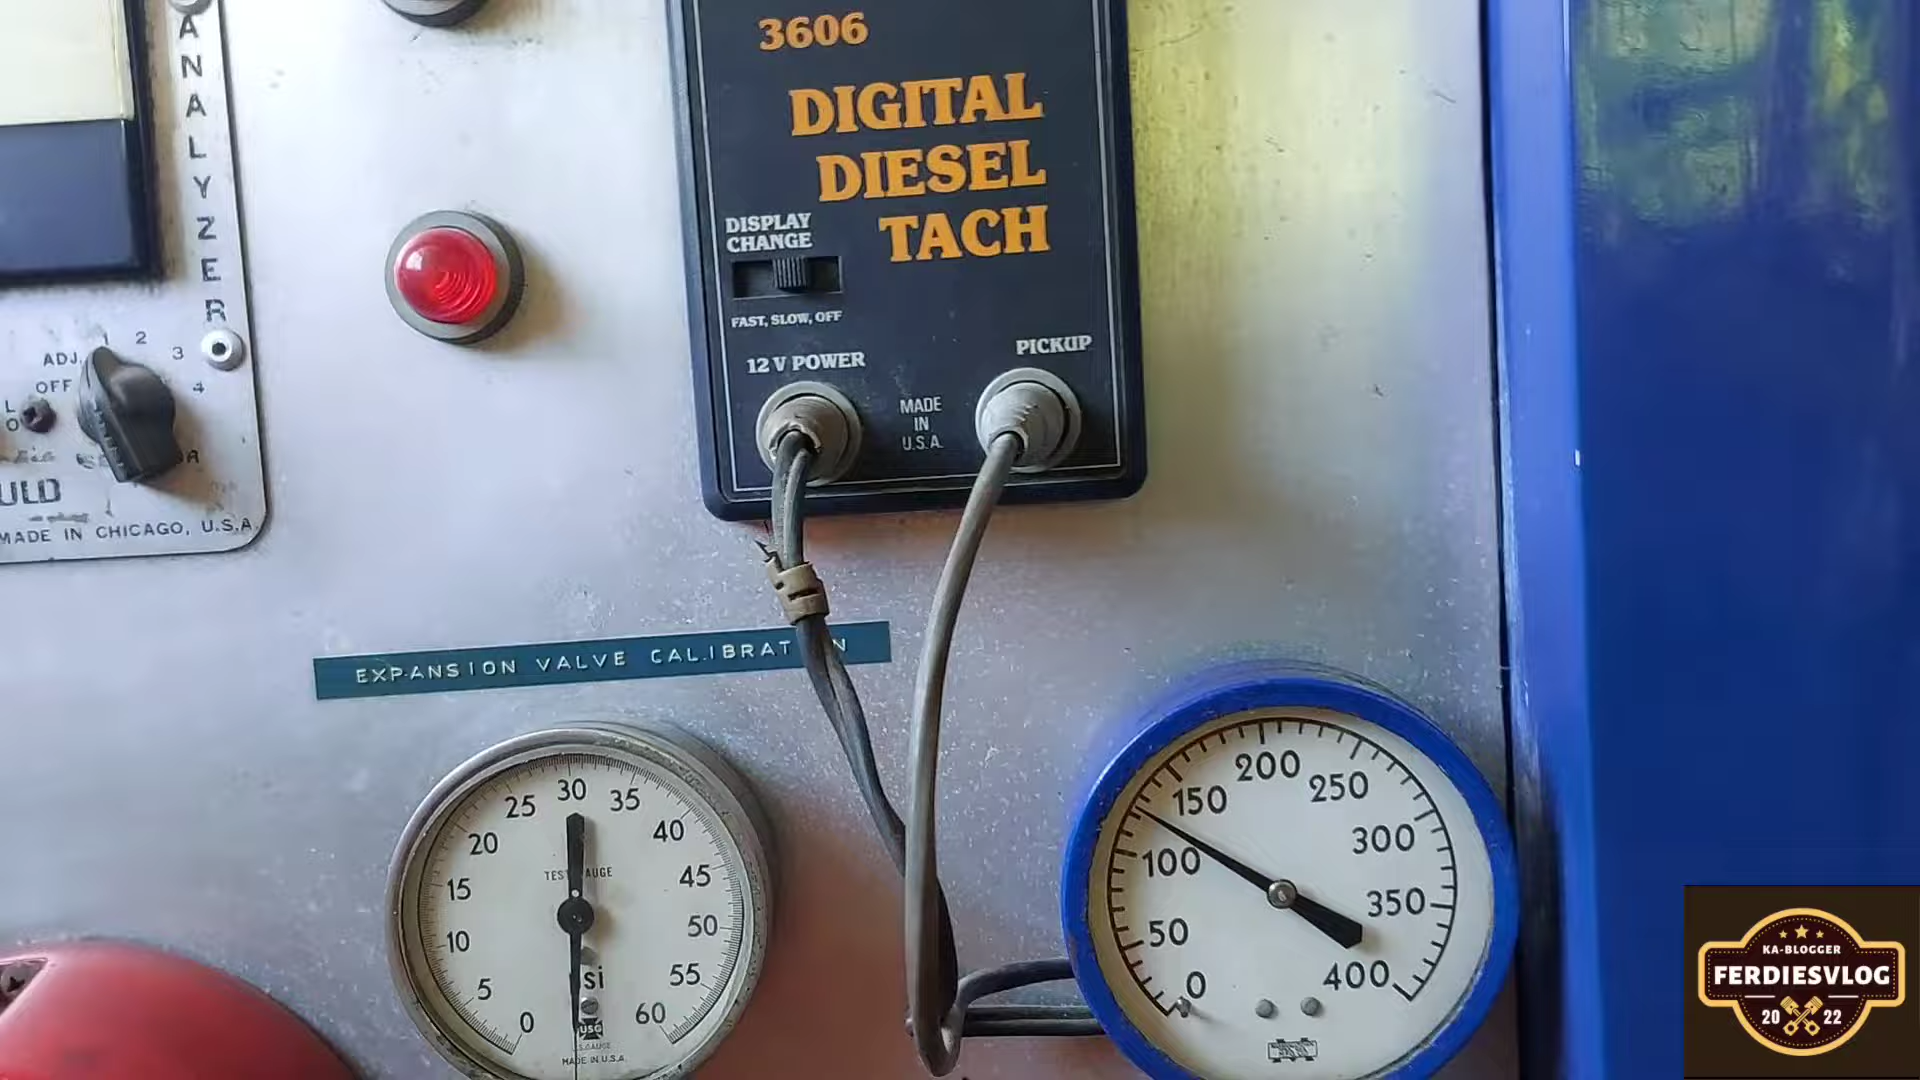 ANALYZER
ADJ. 1 2 3 4
OFF
L
O
ULD
MADE IN CHICAGO, U.S.A.
3606
DIGITAL
DIESEL
TACH
DISPLAY
CHANGE
FAST, SLOW, OFF
12 V POWER
PICKUP
MADE
IN
U.S.A.
EXPANSION VALVE CALIBRAT N
0 5 10 15 20 25 30 35 40 45 50 55 60
TEST GAUGE
psi
USG
U.S. GAUGE
MADE IN U.S.A.
0 50 100 150 200 250 300 350 400
KA-BLOGGER
FERDIESVLOG
20 22